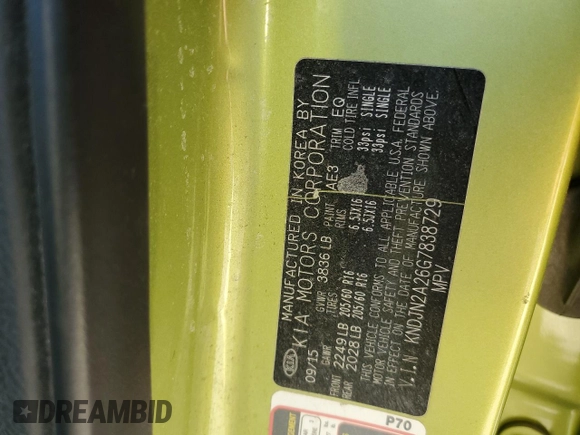 MANUFACTURED IN KOREA BY
KIA MOTORS CORPORATION
KIA
09/15
GVWR 3836 LB
PAINT AE3
TRIM EQ
GAWR TIRES RIMS COLD TIRE INFL
FRONT 2249 LB 205/60 R16 6.5JX16 33psi SINGLE
REAR 2028 LB 205/60 R16 6.5JX16 33psi SINGLE
THIS VEHICLE CONFORMS TO ALL APPLICABLE U.S.A. FEDERAL
MOTOR VEHICLE SAFETY AND THEFT PREVENTION STANDARDS
IN EFFECT ON THE DATE OF MANUFACTURE SHOWN ABOVE.
V.I.N KNDJN2A26G7838729
MPV
P70
DREAMBID